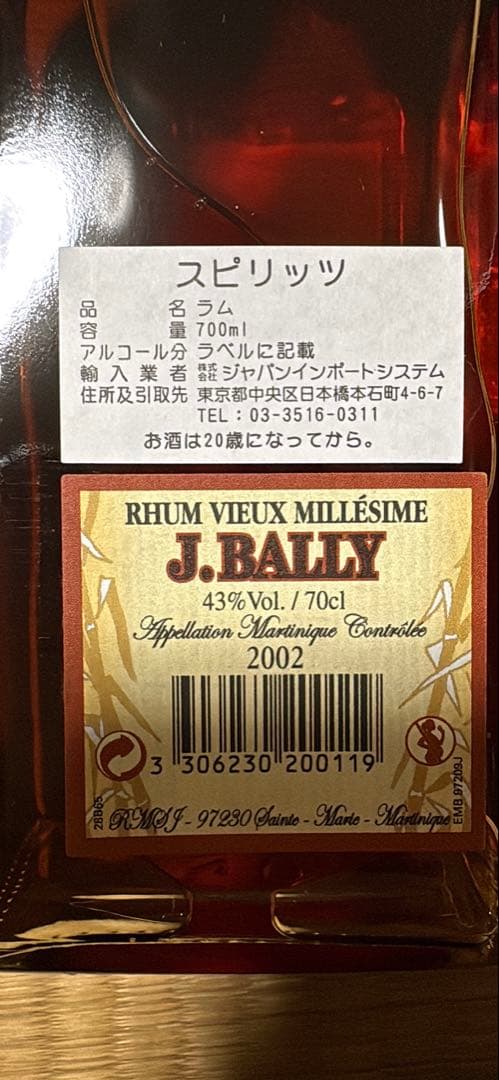 スピリッツ
品 名 ラム
容 量 700ml
アルコール分 ラベルに記載
輸入業者 株式会社ジャパンインポートシステム
住所及引取先 東京都中央区日本橋本石町4-6-7
TEL:03-3516-0311
お酒は20歳になってから。
RHUM VIEUX MILLÉSIME
J.BALLY
43%Vol. / 70cl
Appellation Martinique Contrôlée
2002
3 306230 200119
28B65
RMSJ - 97230 Sainte - Marie - Martinique
EMB 97209J